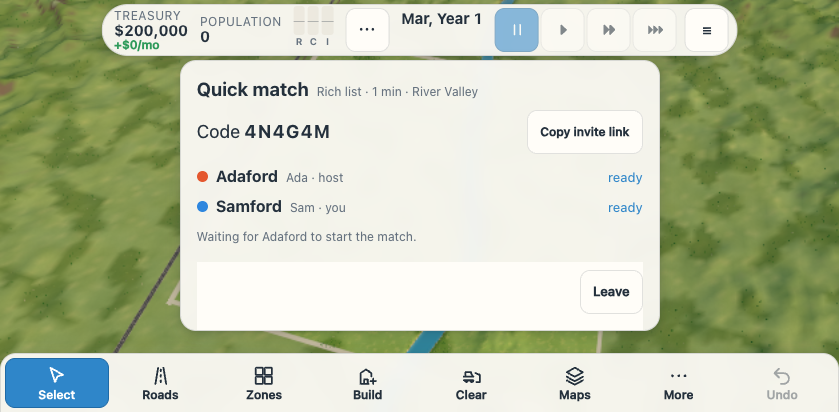 TREASURY
$200,000
+$0/mo
POPULATION
0
R C I
Mar, Year 1
Quick match Rich list · 1 min · River Valley
Code 4N4G4M
Copy invite link
Adaford Ada · host ready
Samford Sam · you ready
Waiting for Adaford to start the match.
Leave
Select
Roads
Zones
Build
Clear
Maps
More
Undo